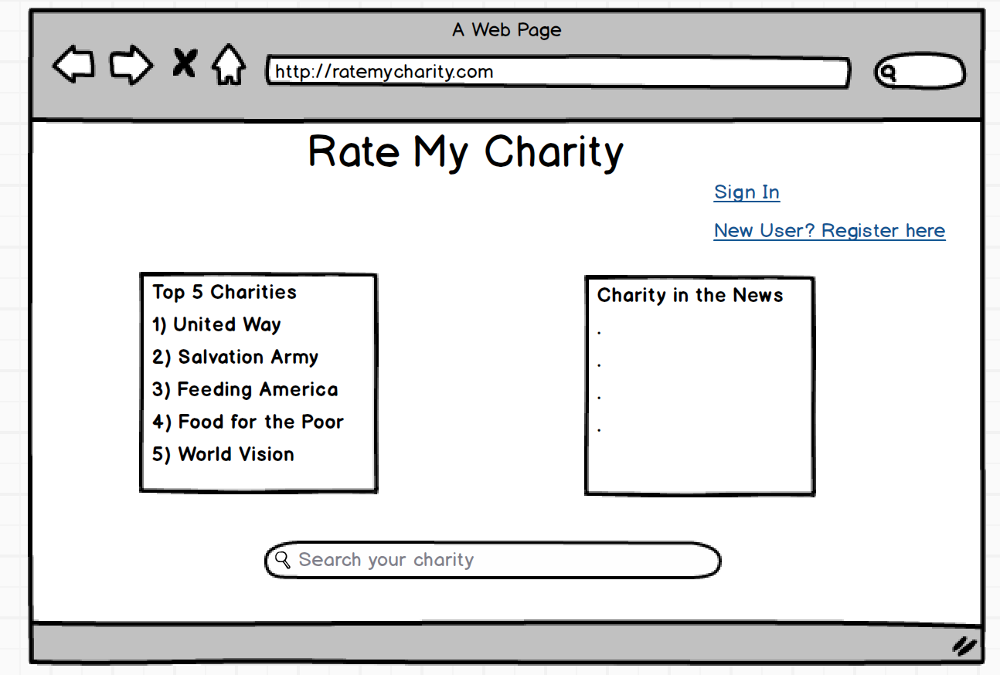 A Web Page
http://ratemycharity.com
Rate My Charity
Sign In
New User? Register here
Top 5 Charities
1) United Way
2) Salvation Army
3) Feeding America
4) Food for the Poor
5) World Vision
Charity in the News
.
.
.
.
Search your charity